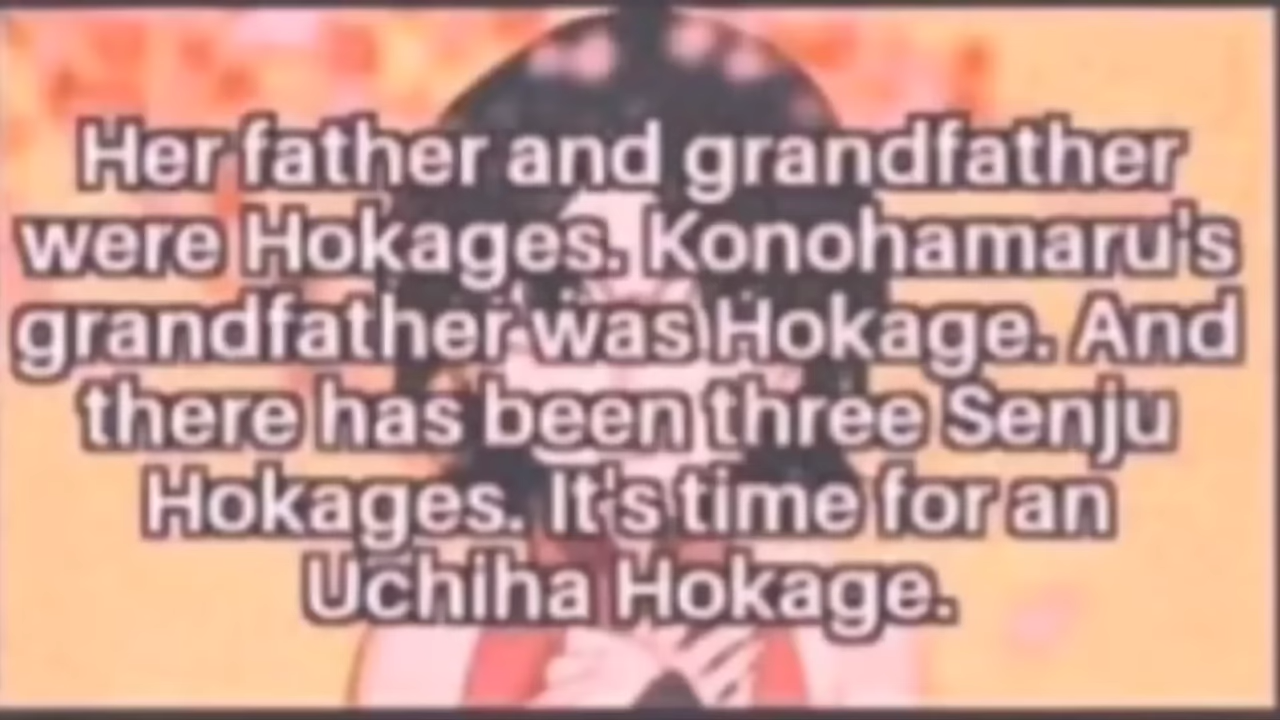 Her father and grandfather
were Hokages. Konohamaru's
grandfather was Hokage. And
there has been three Senju
Hokages. It's time for an
Uchiha Hokage.